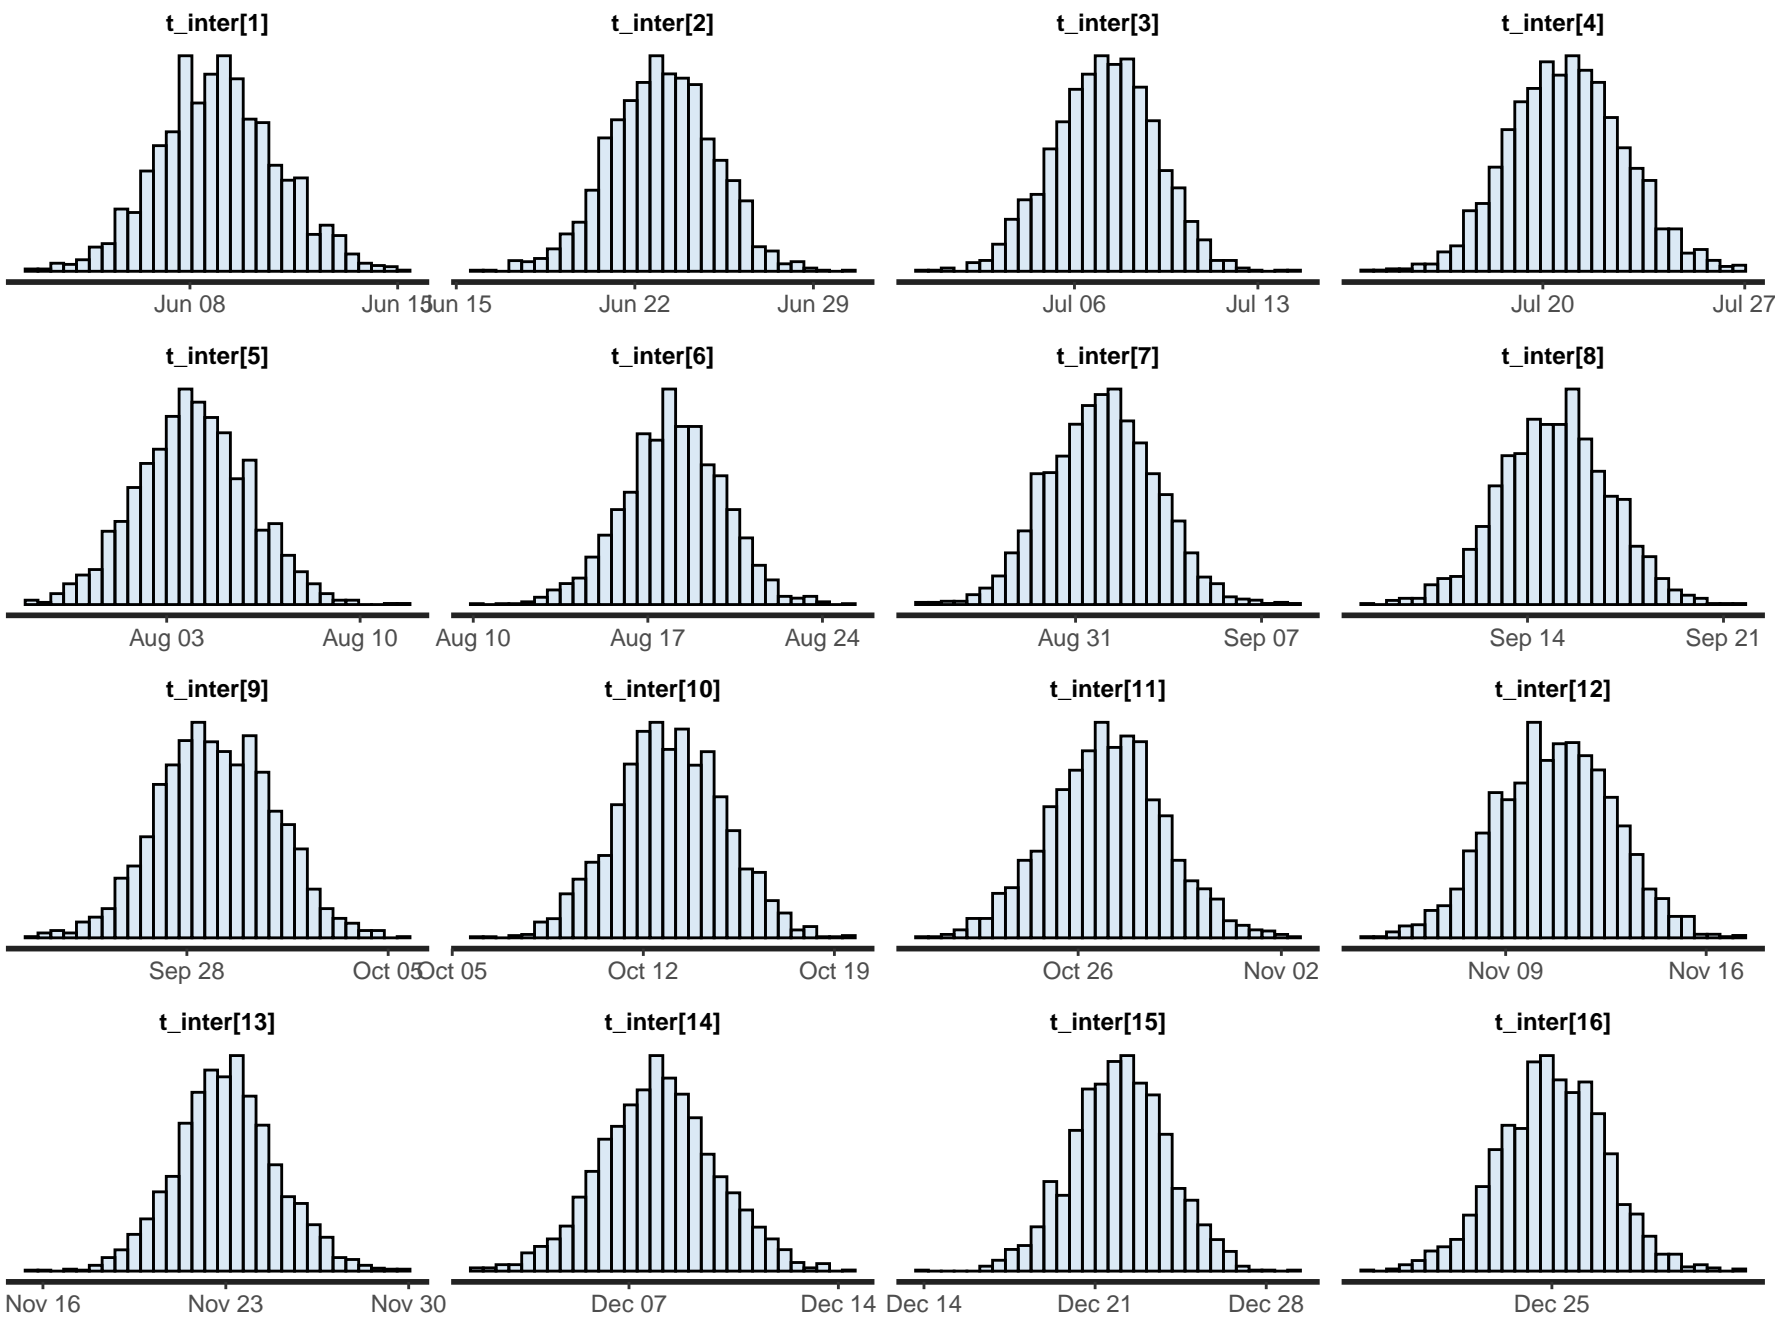 t_inter[1] t_inter[2] t_inter[3] t_inter[4]
Jun 08 Jun 15 Jun 15 Jun 22 Jun 29 Jul 06 Jul 13 Jul 20 Jul 27
t_inter[5] t_inter[6] t_inter[7] t_inter[8]
Aug 03 Aug 10 Aug 10 Aug 17 Aug 24 Aug 31 Sep 07 Sep 14 Sep 21
t_inter[9] t_inter[10] t_inter[11] t_inter[12]
Sep 28 Oct 05 Oct 05 Oct 12 Oct 19 Oct 26 Nov 02 Nov 09 Nov 16
t_inter[13] t_inter[14] t_inter[15] t_inter[16]
Nov 16 Nov 23 Nov 30 Dec 07 Dec 14 Dec 14 Dec 21 Dec 28 Dec 25